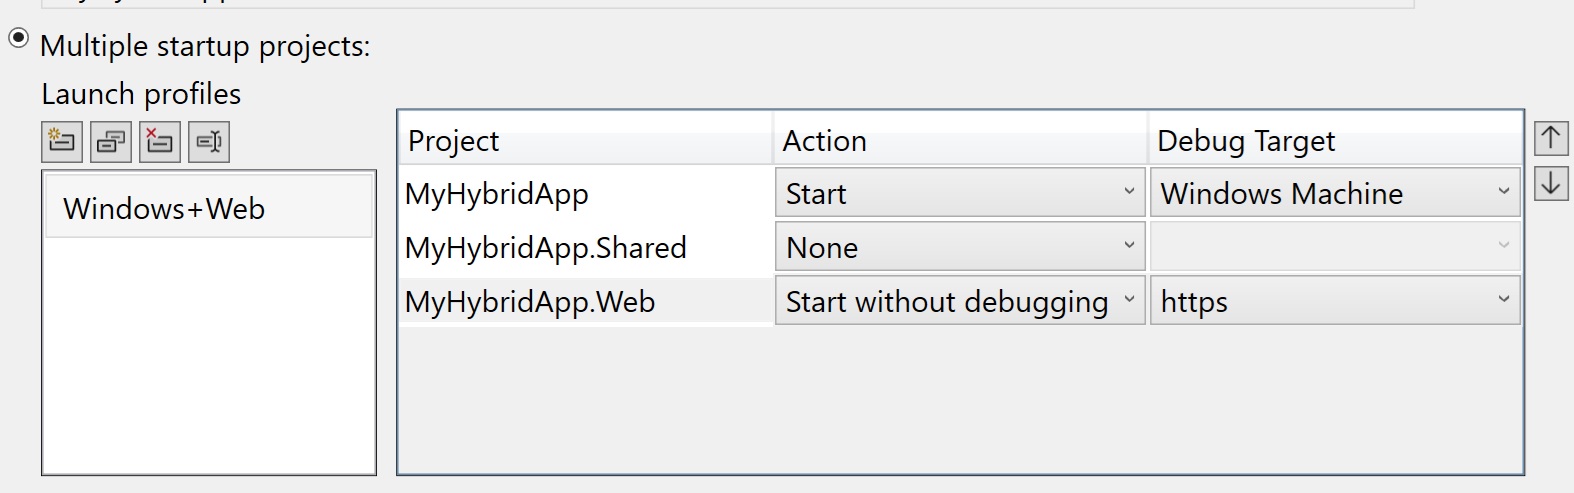 Multiple startup projects:
Launch profiles
Windows+Web
Project Action Debug Target
MyHybridApp Start Windows Machine
MyHybridApp.Shared None
MyHybridApp.Web Start without debugging https